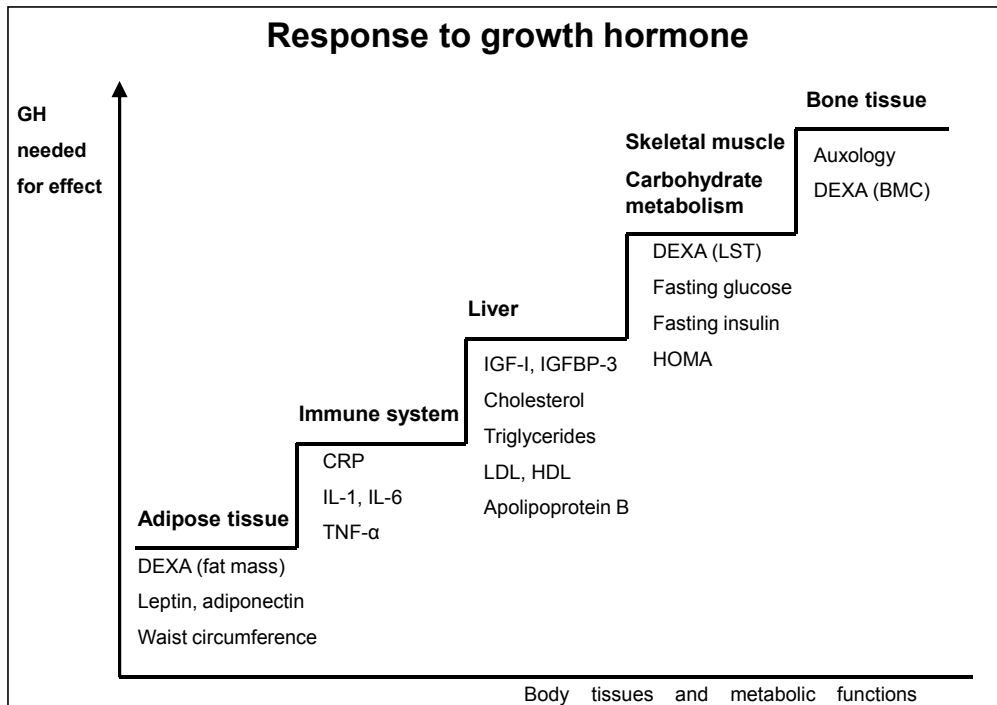 Response to growth hormone
GH
needed
for effect
Adipose tissue
DEXA (fat mass)
Leptin, adiponectin
Waist circumference
Immune system
CRP
IL-1, IL-6
TNF-α
Liver
IGF-I, IGFBP-3
Cholesterol
Triglycerides
LDL, HDL
Apolipoprotein B
Skeletal muscle
Carbohydrate
metabolism
DEXA (LST)
Fasting glucose
Fasting insulin
HOMA
Bone tissue
Auxology
DEXA (BMC)
Body tissues and metabolic functions